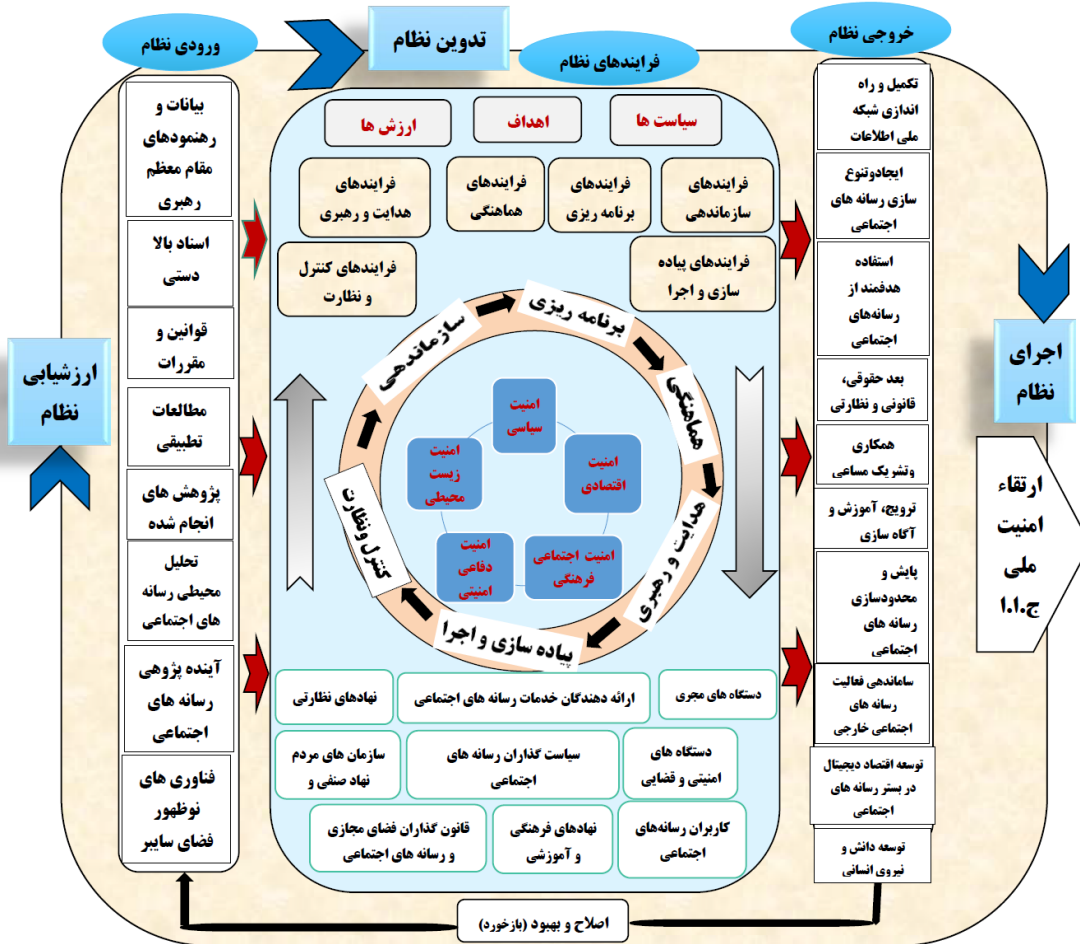 تدوین نظام
ورودی نظام
فرایندهای نظام
خروجی نظام
بیانات و
رهنمودهای
مقام معظم
رهبری
اسناد بالا
دستی
قوانین و
مقررات
مطالعات
تطبیقی
پژوهش های
انجام شده
تحلیل
محیطی رسانه
های اجتماعی
آینده پژوهی
رسانه های
اجتماعی
فناوری های
نوظهور
فضای سایبر
سیاست ها
اهداف
ارزش ها
فرایندهای
سازماندهی
فرایندهای
برنامه ریزی
فرایندهای
هماهنگی
فرایندهای
هدایت و رهبری
فرایندهای پیاده
سازی و اجرا
فرایندهای کنترل
و نظارت
برنامه ریزی
هماهنگی
هدایت و رهبری
پیاده سازی و اجرا
کنترل ونظارت
سازماندهی
امنیت
سیاسی
امنیت
اقتصادی
امنیت اجتماعی
فرهنگی
امنیت
دفاعی
امنیتی
امنیت
زیست
محیطی
دستگاه های مجری
ارائه دهندگان خدمات رسانه های اجتماعی
نهادهای نظارتی
دستگاه های
امنیتی و قضایی
سیاست گذاران رسانه های
اجتماعی
سازمان های مردم
نهاد صنفی و
کاربران رسانه‌های
اجتماعی
نهادهای فرهنگی
و آموزشی
قانون گذاران فضای مجازی
و رسانه های اجتماعی
تکمیل و راه
اندازی شبکه
ملی اطلاعات
ایجادوتنوع
سازی رسانه های
اجتماعی
استفاده
هدفمند از
رسانه‌های
اجتماعی
بعد حقوقی،
قانونی و نظارتی
همکاری
وتشریک مساعی
ترویج، آموزش و
آگاه سازی
پایش و
محدودسازی
رسانه های
اجتماعی
ساماندهی فعالیت
رسانه های
اجتماعی خارجی
توسعه اقتصاد دیجیتال
در بستر رسانه های
اجتماعی
توسعه دانش و
نیروی انسانی
اجرای
نظام
ارتقاء
امنیت
ملی
ج.ا.ا
ارزشیابی
نظام
اصلاح و بهبود (بازخورد)